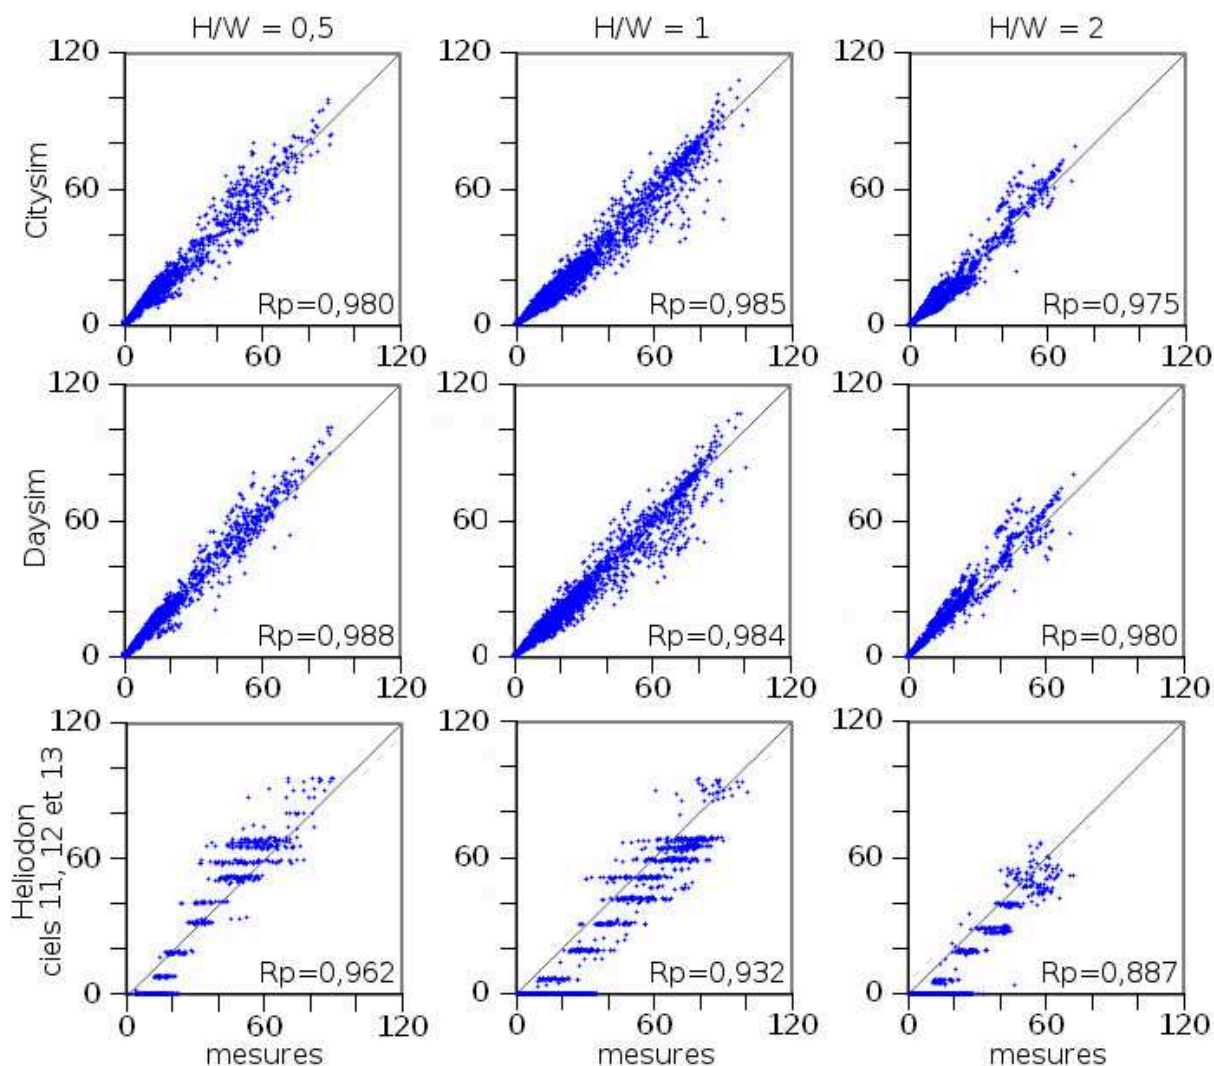 H/W = 0,5 H/W = 1 H/W = 2
120 120 120
Citysim
60 60 60
Rp=0,980 Rp=0,985 Rp=0,975
0 0 0
0 60 120 0 60 120 0 60 120
120 120 120
Daysim
60 60 60
Rp=0,988 Rp=0,984 Rp=0,980
0 0 0
0 60 120 0 60 120 0 60 120
120 120 120
Heliodon
ciels 11, 12 et 13
60 60 60
Rp=0,962 Rp=0,932 Rp=0,887
0 0 0
0 60 120 0 60 120 0 60 120
mesures mesures mesures